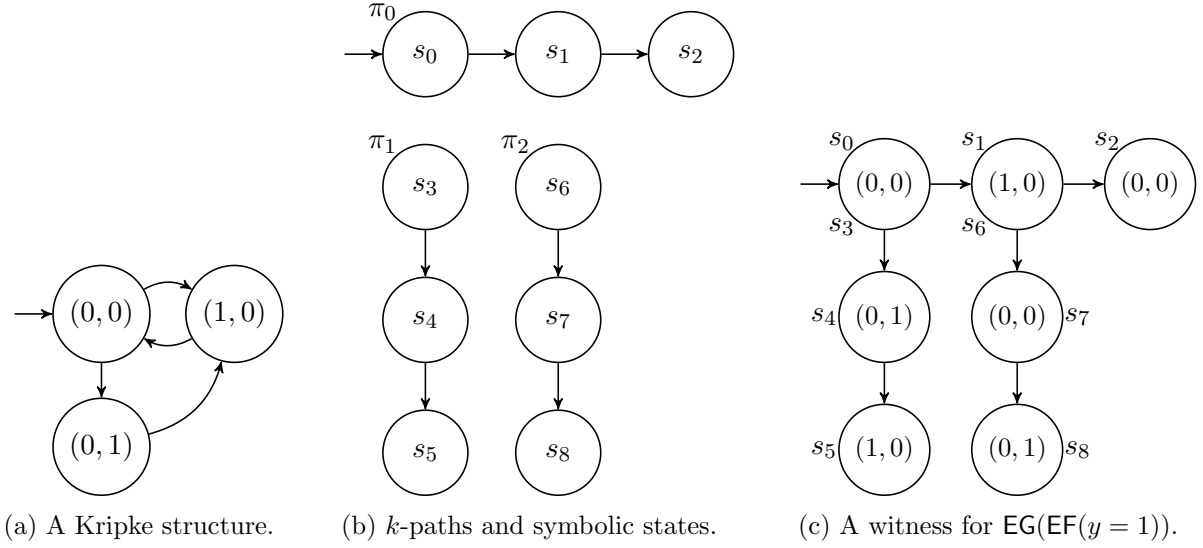 π₀
s₀ s₁ s₂
π₁ π₂
s₃ s₆
s₄ s₇
s₅ s₈
(0, 0) (1, 0)
(0, 1)
s₀ s₁ s₂
(0, 0) (1, 0) (0, 0)
s₃ s₆
s₄ (0, 1) (0, 0) s₇
s₅ (1, 0) (0, 1) s₈
(a) A Kripke structure.
(b) k-paths and symbolic states.
(c) A witness for EG(EF(y = 1)).